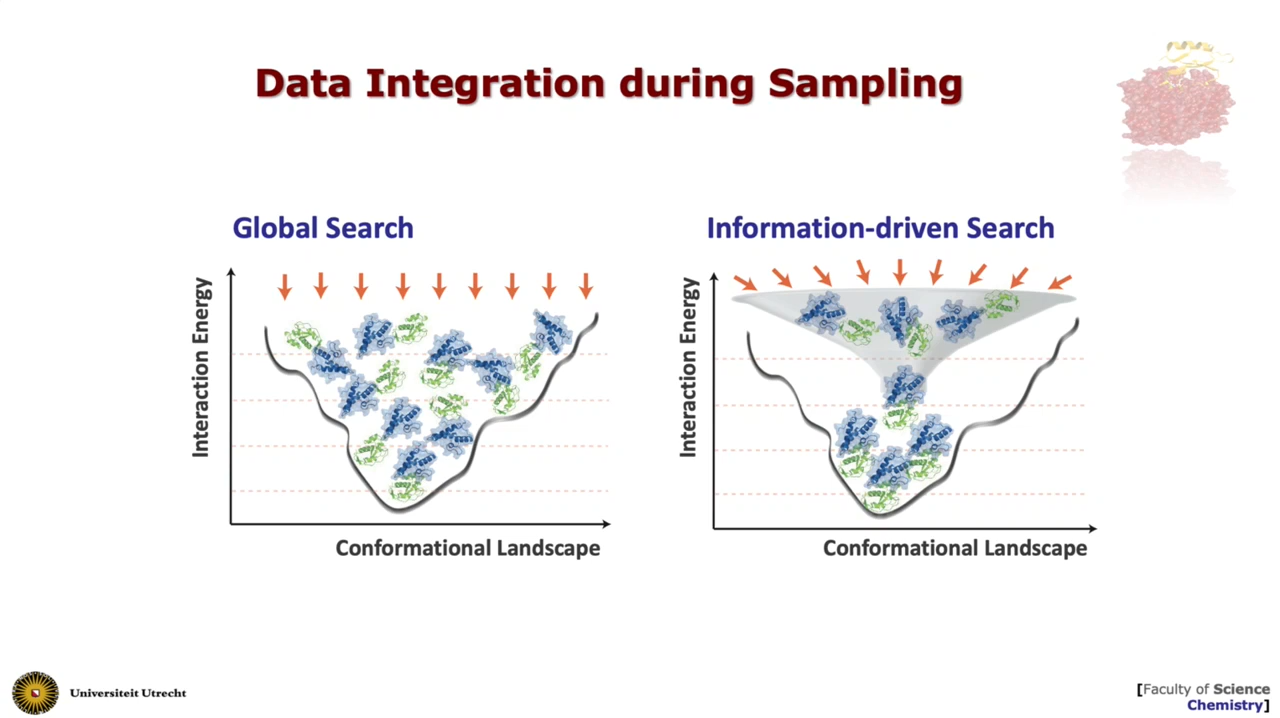 Data Integration during Sampling
Global Search
Interaction Energy
Conformational Landscape
Information-driven Search
Interaction Energy
Conformational Landscape
Universiteit Utrecht
[Faculty of Science
Chemistry]